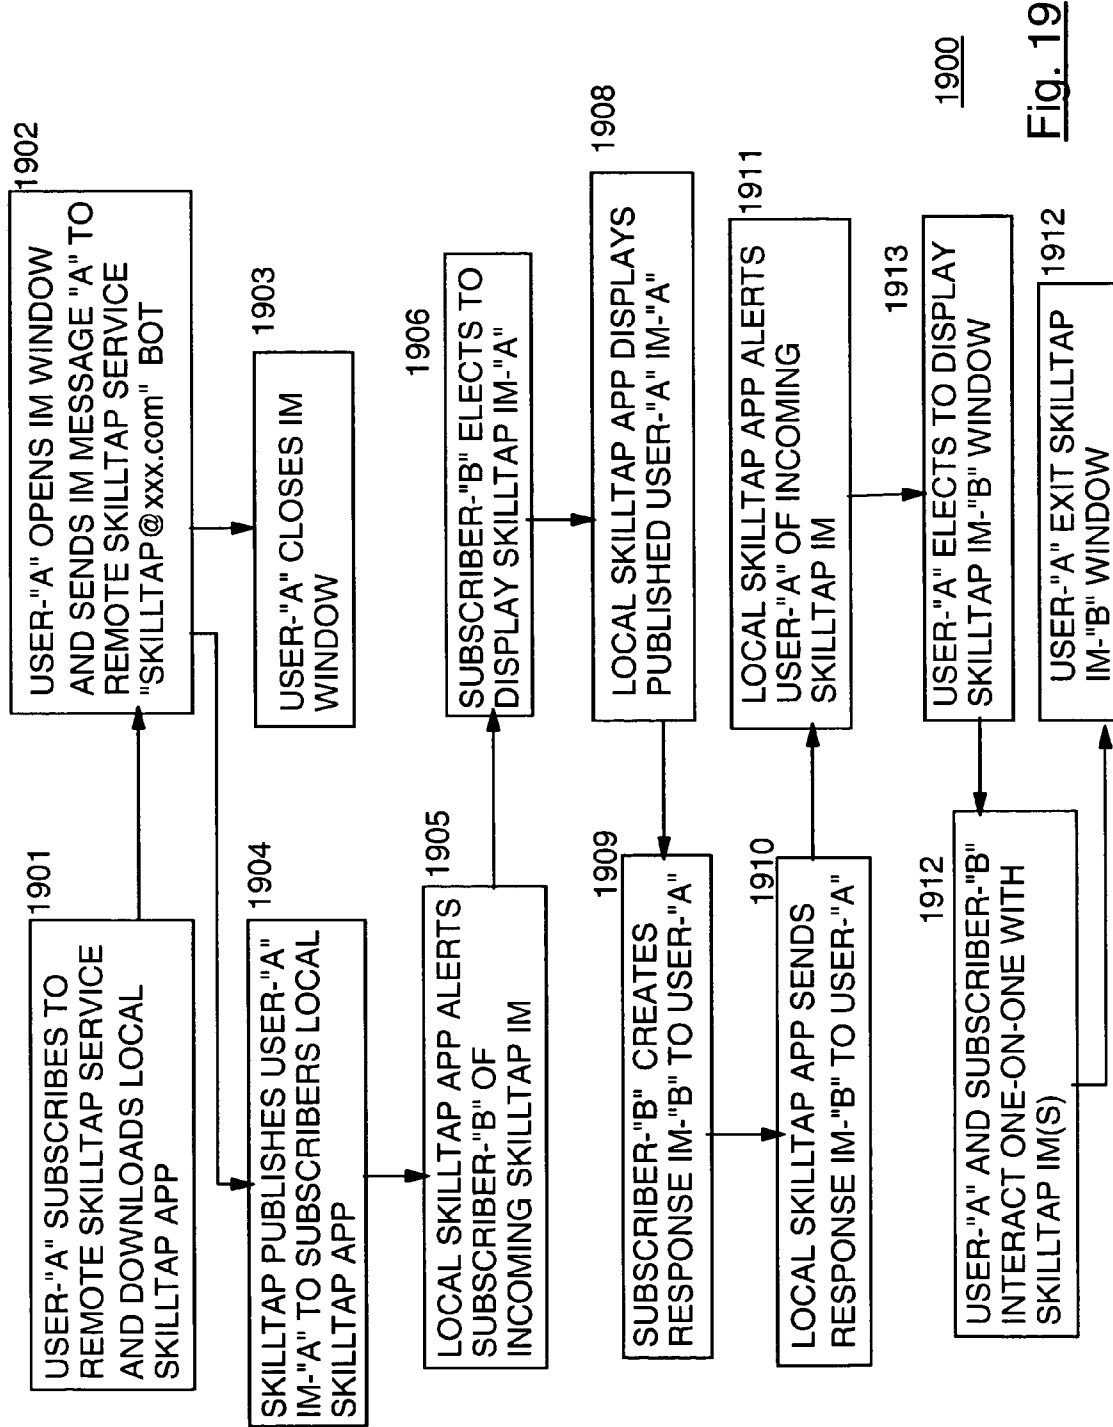 1901
USER-"A" SUBSCRIBES TO
REMOTE SKILLTAP SERVICE
AND DOWNLOADS LOCAL
SKILLTAP APP
1902
USER-"A" OPENS IM WINDOW
AND SENDS IM MESSAGE "A" TO
REMOTE SKILLTAP SERVICE
"SKILLTAP@xxx.com" BOT
1903
USER-"A" CLOSES IM
WINDOW
1904
SKILLTAP PUBLISHES USER-"A"
IM-"A" TO SUBSCRIBERS LOCAL
SKILLTAP APP
1905
LOCAL SKILLTAP APP ALERTS
SUBSCRIBER-"B" OF
INCOMING SKILLTAP IM
1906
SUBSCRIBER-"B" ELECTS TO
DISPLAY SKILLTAP IM-"A"
1908
LOCAL SKILLTAP APP DISPLAYS
PUBLISHED USER-"A" IM-"A"
1909
SUBSCRIBER-"B" CREATES
RESPONSE IM-"B" TO USER-"A"
1910
LOCAL SKILLTAP APP SENDS
RESPONSE IM-"B" TO USER-"A"
1911
LOCAL SKILLTAP APP ALERTS
USER-"A" OF INCOMING
SKILLTAP IM
1913
USER-"A" ELECTS TO DISPLAY
SKILLTAP IM-"B" WINDOW
1912
USER-"A" AND SUBSCRIBER-"B"
INTERACT ONE-ON-ONE WITH
SKILLTAP IM(S)
1912
USER-"A" EXIT SKILLTAP
IM-"B" WINDOW
1900
Fig. 19